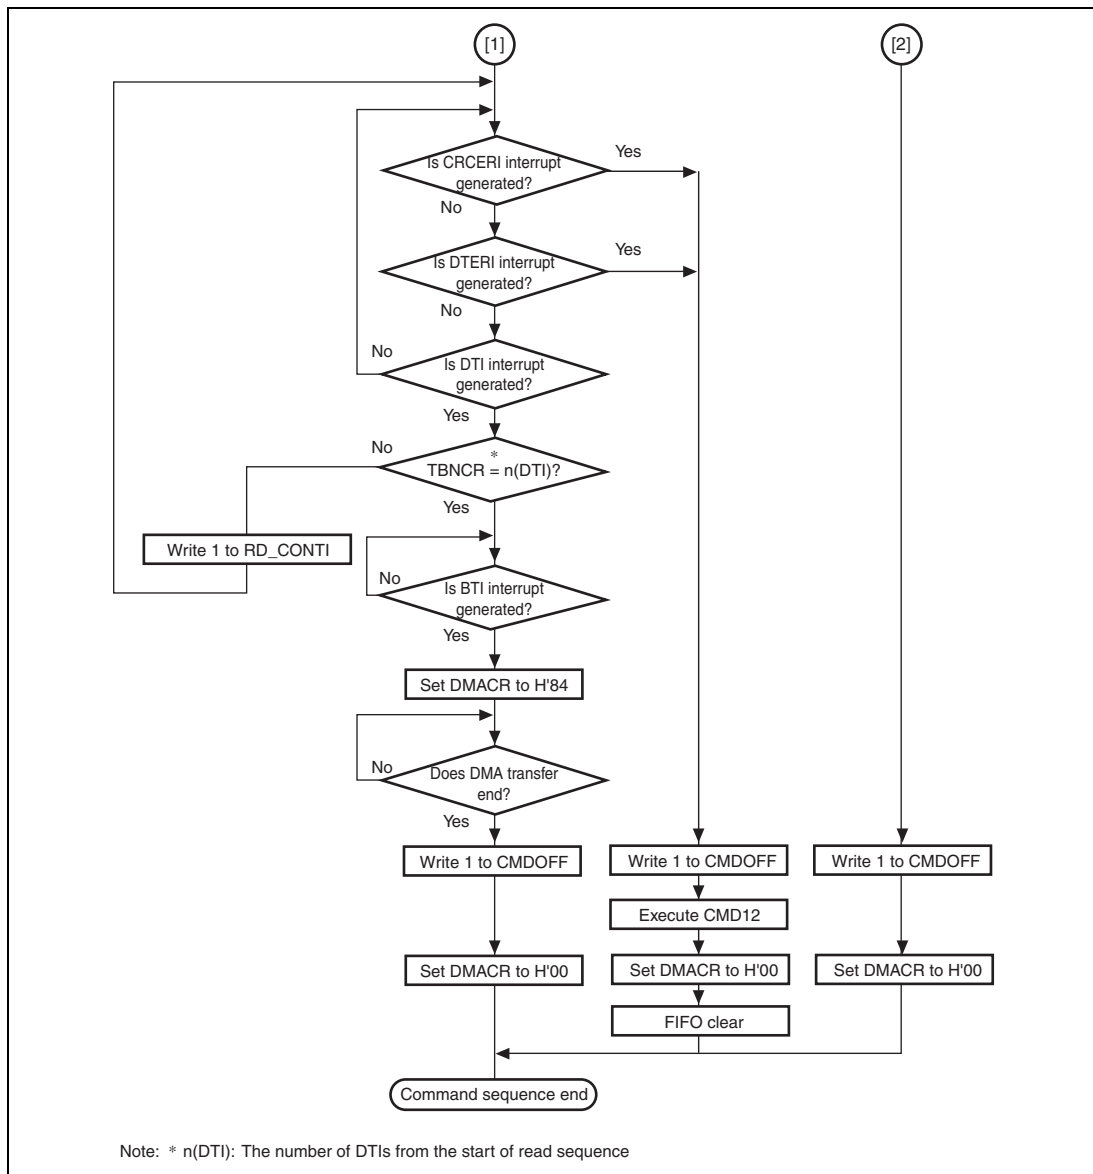 [1]
[2]
Is CRCERI interrupt
generated?
Yes
No
Is DTERI interrupt
generated?
Yes
No
Is DTI interrupt
generated?
No
Yes
*
TBNCR = n(DTI)?
No
Yes
Write 1 to RD_CONTI
Is BTI interrupt
generated?
No
Yes
Set DMACR to H'84
Does DMA transfer
end?
No
Yes
Write 1 to CMDOFF
Write 1 to CMDOFF
Write 1 to CMDOFF
Execute CMD12
Set DMACR to H'00
Set DMACR to H'00
Set DMACR to H'00
FIFO clear
Command sequence end
Note: * n(DTI): The number of DTIs from the start of read sequence